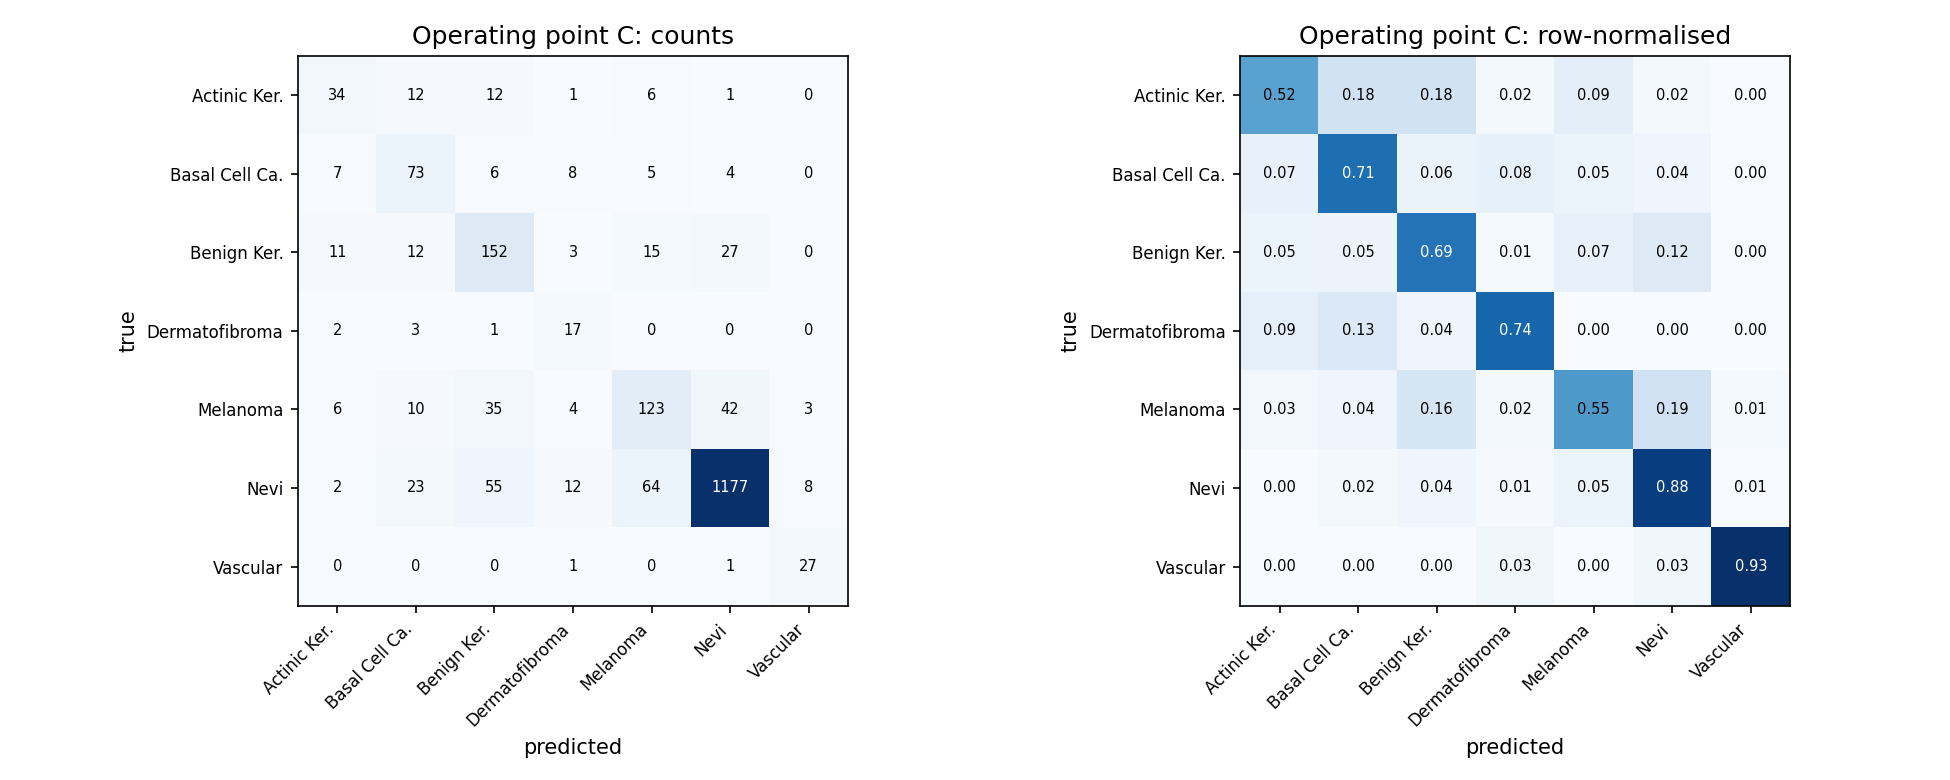 Operating point C: counts
true
Actinic Ker. 34 12 12 1 6 1 0
Basal Cell Ca. 7 73 6 8 5 4 0
Benign Ker. 11 12 152 3 15 27 0
Dermatofibroma 2 3 1 17 0 0 0
Melanoma 6 10 35 4 123 42 3
Nevi 2 23 55 12 64 1177 8
Vascular 0 0 0 1 0 1 27
Actinic Ker. Basal Cell Ca. Benign Ker. Dermatofibroma Melanoma Nevi Vascular
predicted
Operating point C: row-normalised
true
Actinic Ker. 0.52 0.18 0.18 0.02 0.09 0.02 0.00
Basal Cell Ca. 0.07 0.71 0.06 0.08 0.05 0.04 0.00
Benign Ker. 0.05 0.05 0.69 0.01 0.07 0.12 0.00
Dermatofibroma 0.09 0.13 0.04 0.74 0.00 0.00 0.00
Melanoma 0.03 0.04 0.16 0.02 0.55 0.19 0.01
Nevi 0.00 0.02 0.04 0.01 0.05 0.88 0.01
Vascular 0.00 0.00 0.00 0.03 0.00 0.03 0.93
Actinic Ker. Basal Cell Ca. Benign Ker. Dermatofibroma Melanoma Nevi Vascular
predicted